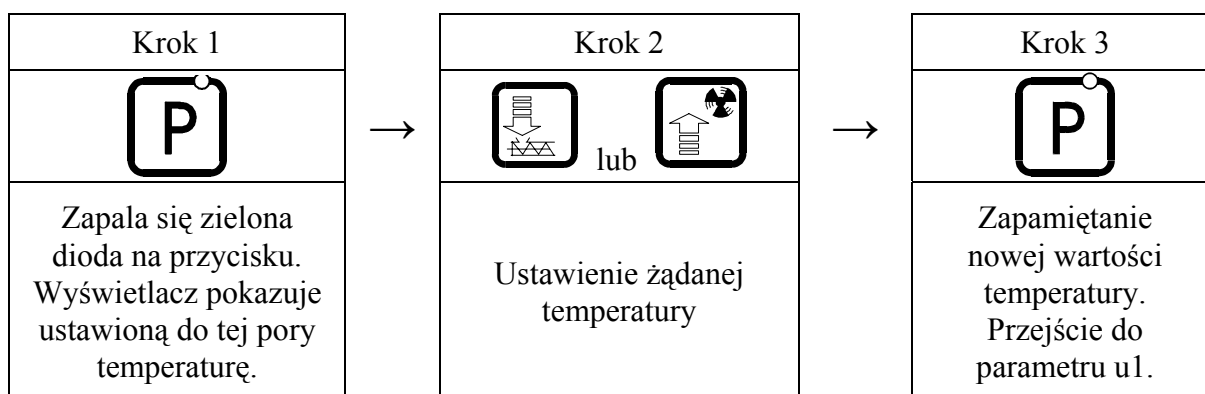 Krok 1
P
Zapala się zielona
dioda na przycisku.
Wyświetlacz pokazuje
ustawioną do tej pory
temperaturę.
Krok 2
lub
Ustawienie żądanej
temperatury
Krok 3
P
Zapamiętanie
nowej wartości
temperatury.
Przejście do
parametru u1.